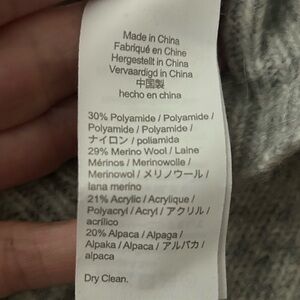 Made in China
Fabriqué en Chine
Hergestellt in China
Vervaardigd in China
中国製
hecho en china
30% Polyamide / Polyamide /
Polyamide / Polyamide /
ナイロン / poliamida
29% Merino Wool / Laine
Mérinos / Merinowolle /
Merinowol / メリノウール /
lana merino
21% Acrylic / Acrylique /
Polyacryl / Acryl / アクリル /
acrílico
20% Alpaca / Alpaga /
Alpaka / Alpaca / アルパカ /
alpaca
Dry Clean.